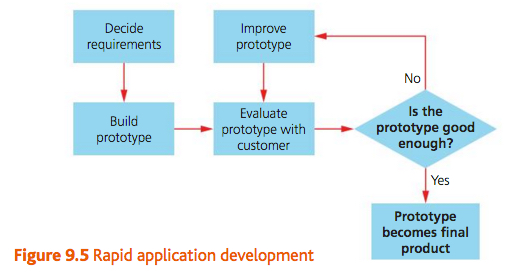 Decide
requirements
Improve
prototype
No
Build
prototype
Evaluate
prototype with
customer
Is the
prototype good
enough?
Yes
Prototype
becomes final
product
Figure 9.5 Rapid application development